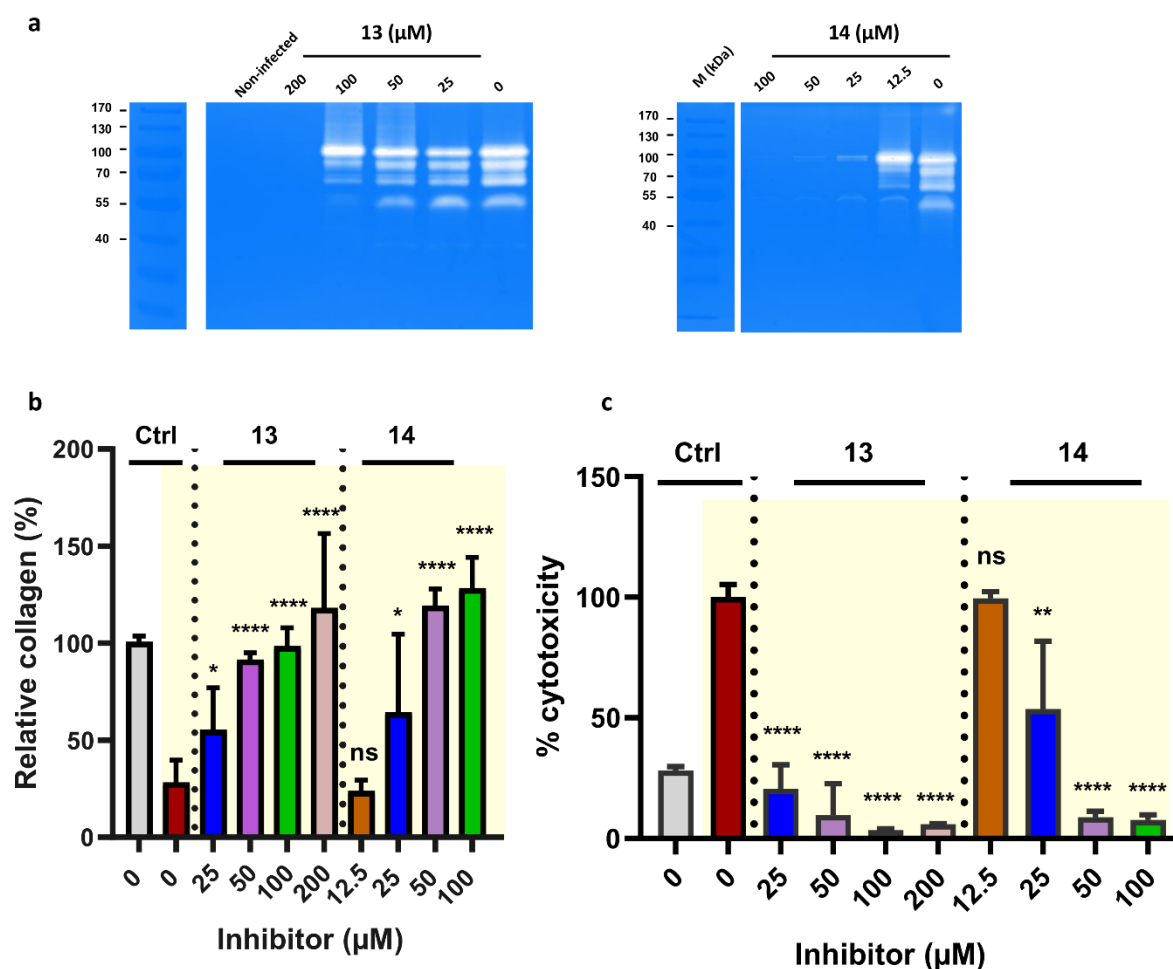 a
13 (µM)
Non-infected 200 100 50 25 0
170
130
100
70
55
40
14 (µM)
M (kDa) 100 50 25 12.5 0
170
130
100
70
55
40
b
Ctrl 13 14
Relative collagen (%)
200
150
100
50
0
* **** **** **** ns * **** ****
0 0 25 50 100 200 12.5 25 50 100
Inhibitor (µM)
c
Ctrl 13 14
% cytotoxicity
150
100
50
0
**** **** **** **** ns ** **** ****
0 0 25 50 100 200 12.5 25 50 100
Inhibitor (µM)